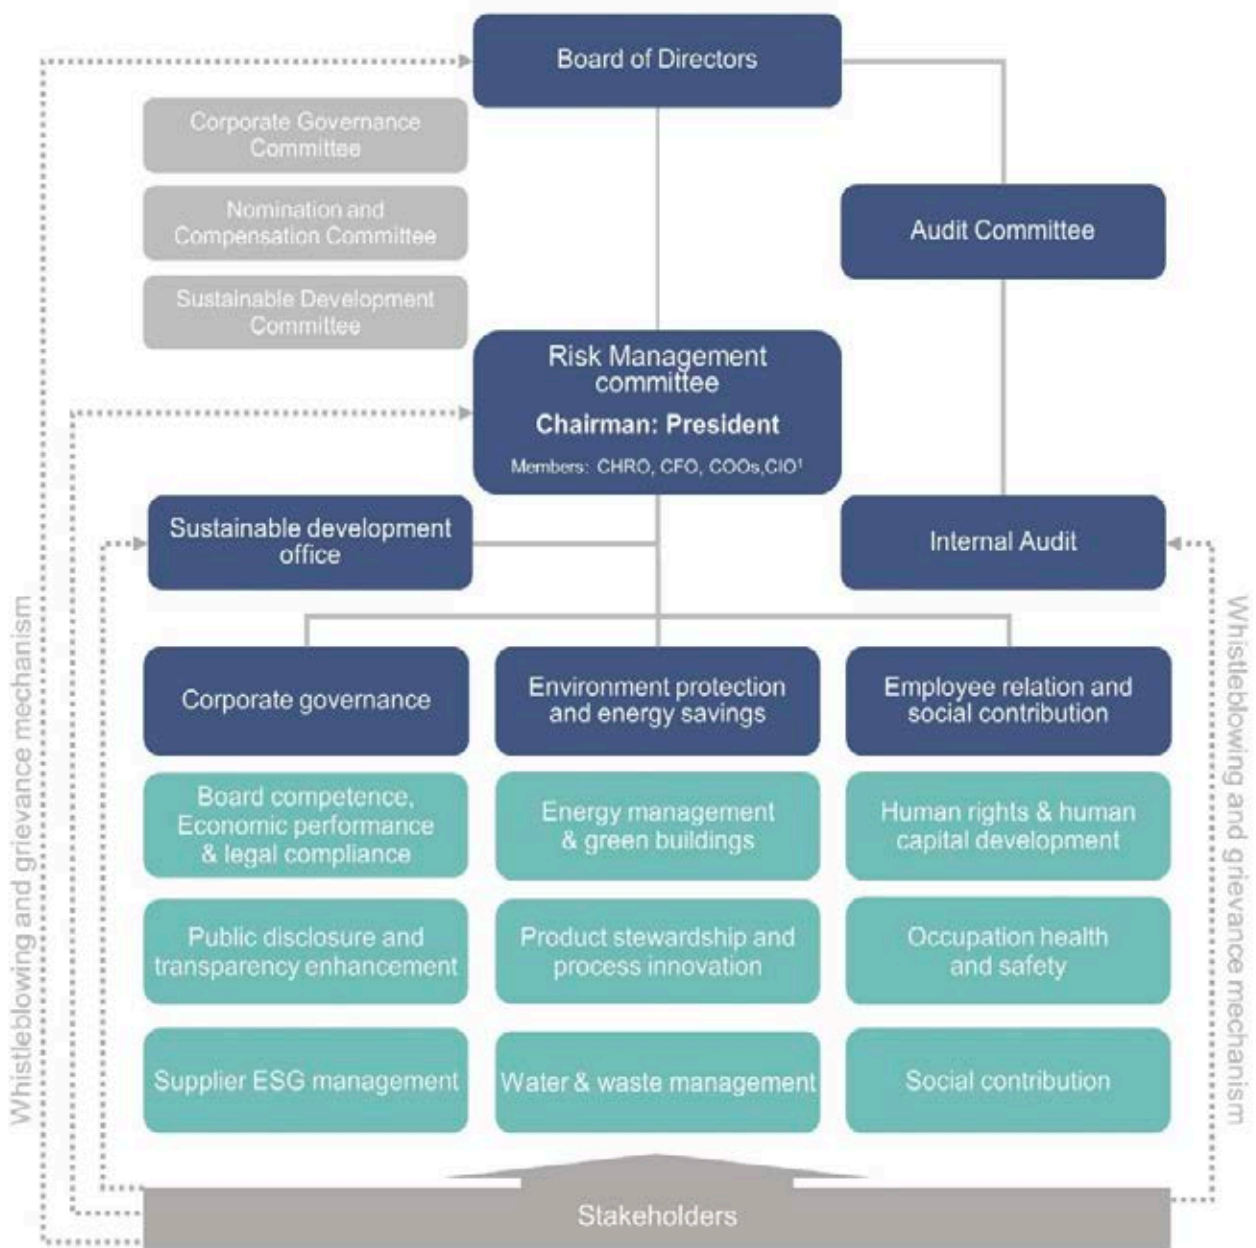 Board of Directors
Corporate Governance
Committee
Nomination and
Compensation Committee
Sustainable Development
Committee
Audit Committee
Risk Management
committee
Chairman: President
Members: CHRO, CFO, COOs,CIO¹
Sustainable development
office
Internal Audit
Corporate governance
Environment protection
and energy savings
Employee relation and
social contribution
Board competence,
Economic performance
& legal compliance
Energy management
& green buildings
Human rights & human
capital development
Public disclosure and
transparency enhancement
Product stewardship and
process innovation
Occupation health
and safety
Supplier ESG management
Water & waste management
Social contribution
Stakeholders
Whistleblowing and grievance mechanism
Whistleblowing and grievance mechanism